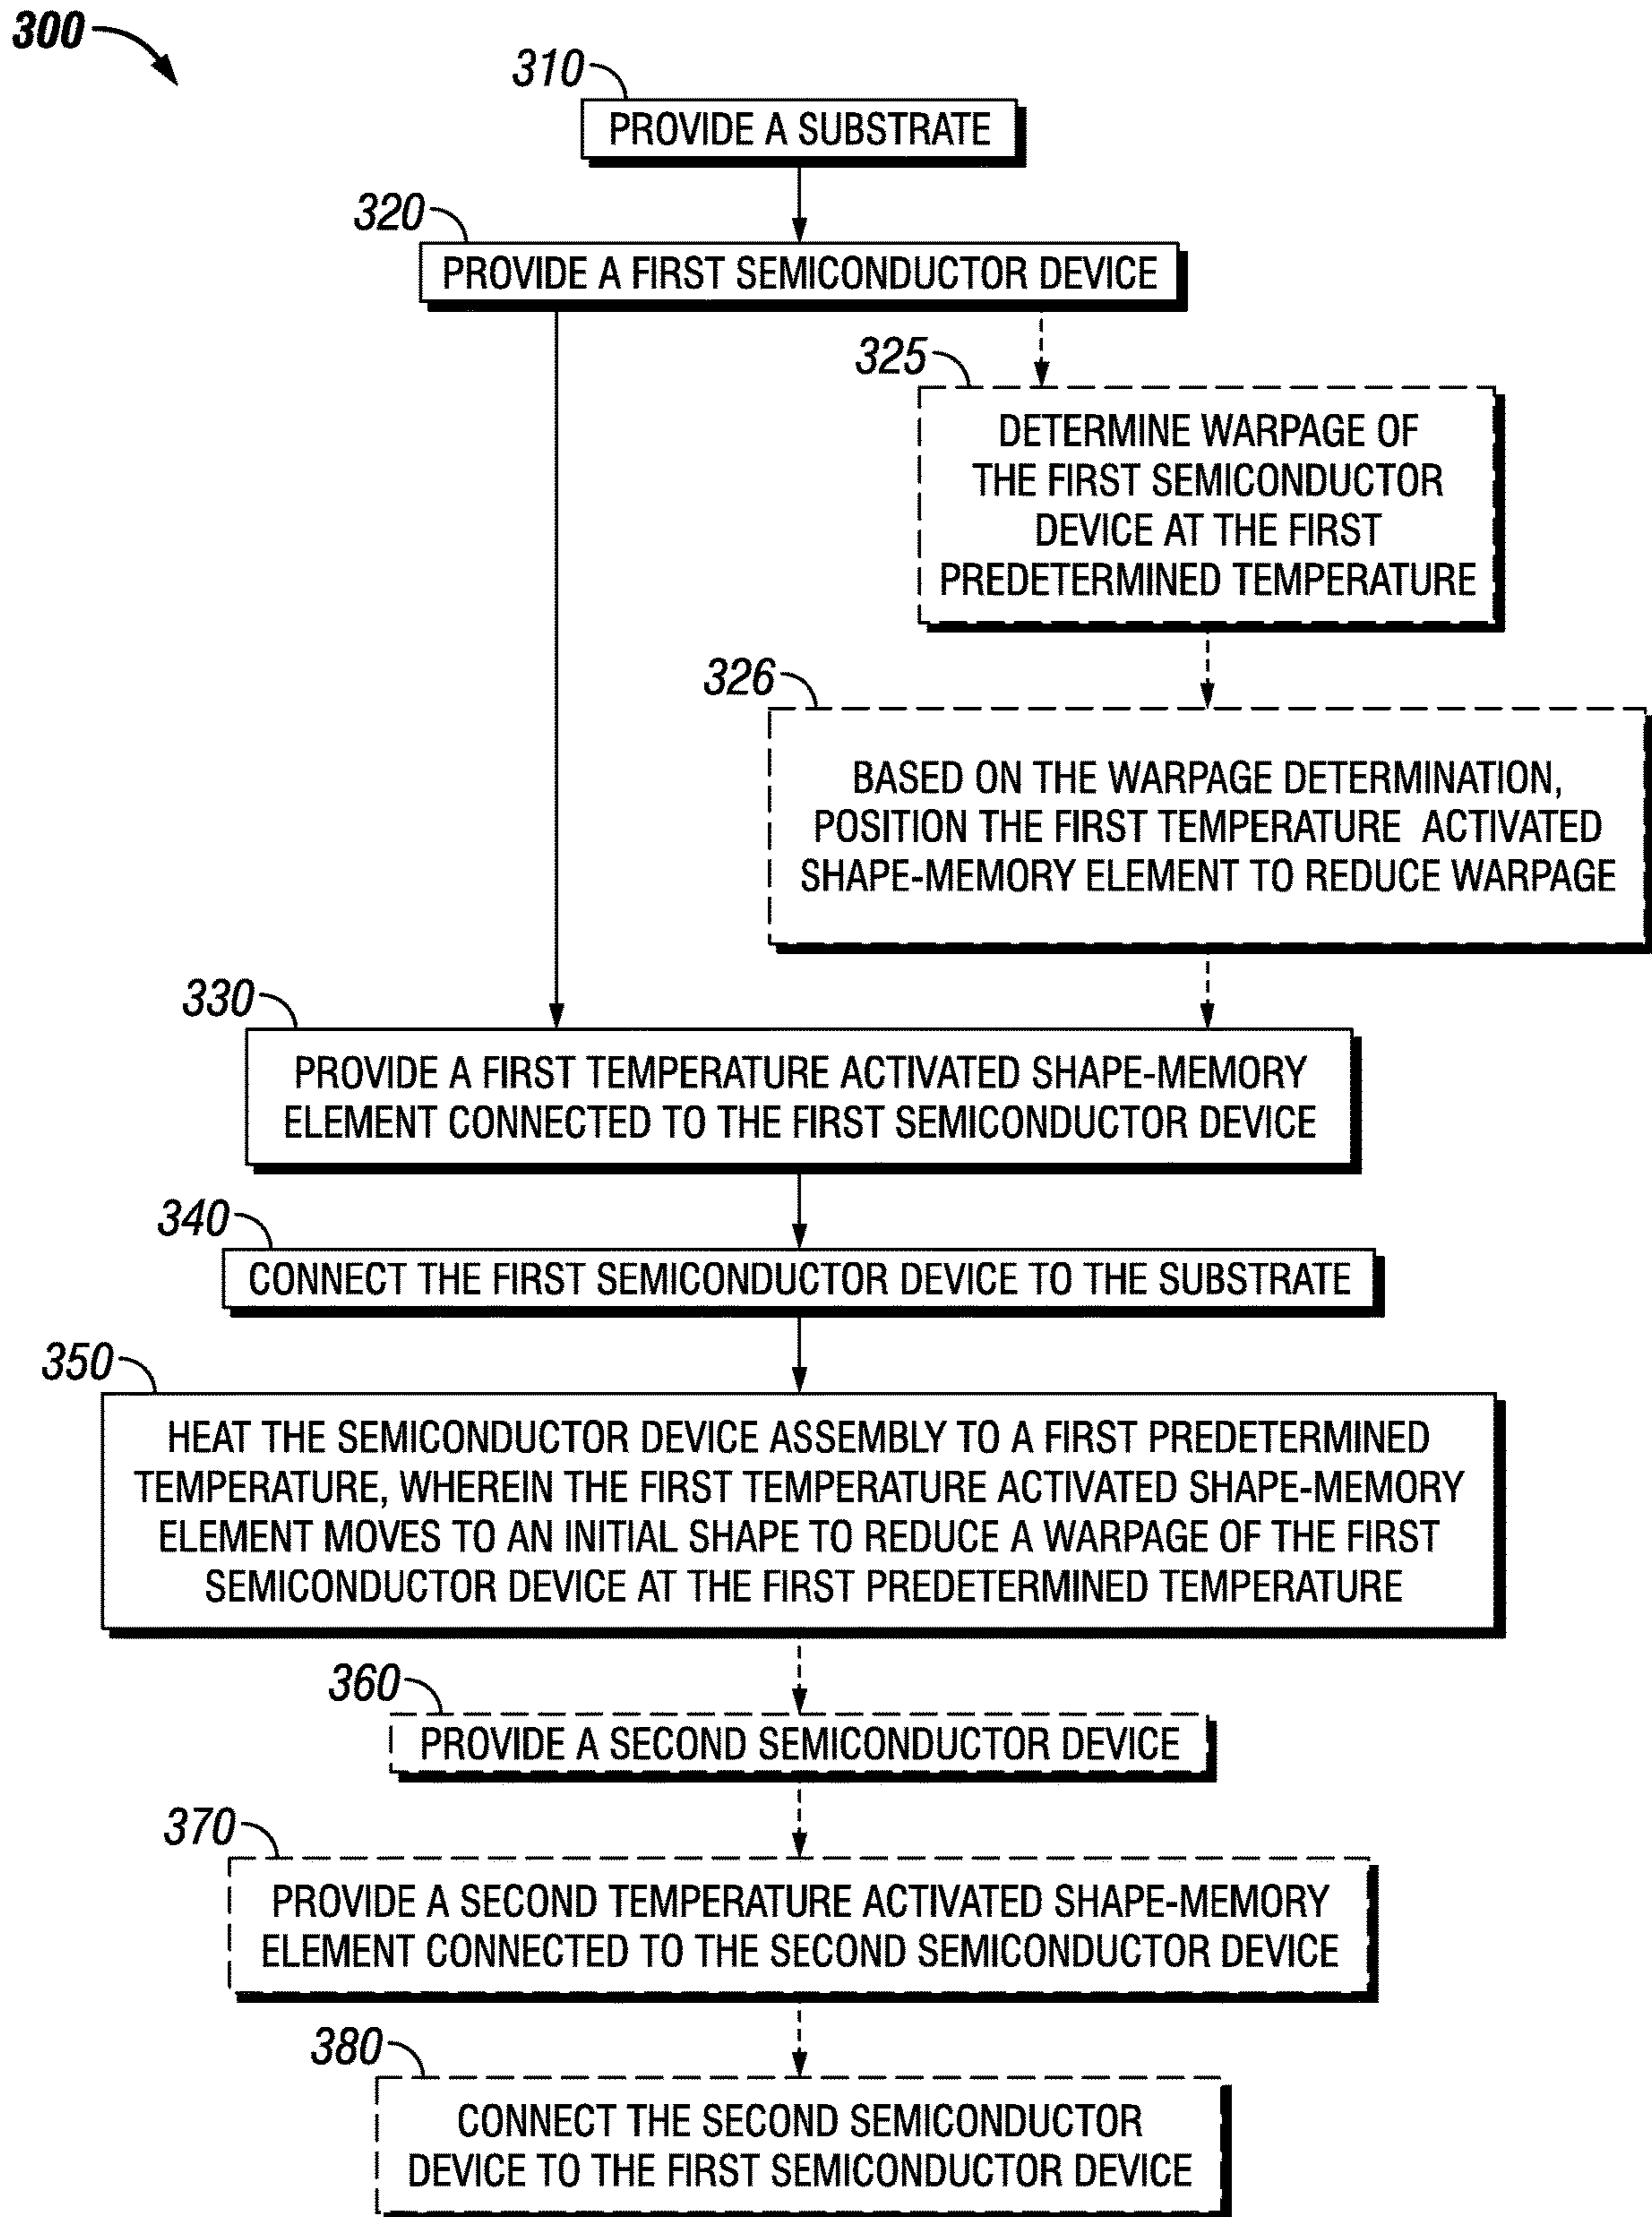 300
310
PROVIDE A SUBSTRATE
320
PROVIDE A FIRST SEMICONDUCTOR DEVICE
325
DETERMINE WARPAGE OF
THE FIRST SEMICONDUCTOR
DEVICE AT THE FIRST
PREDETERMINED TEMPERATURE
326
BASED ON THE WARPAGE DETERMINATION,
POSITION THE FIRST TEMPERATURE ACTIVATED
SHAPE-MEMORY ELEMENT TO REDUCE WARPAGE
330
PROVIDE A FIRST TEMPERATURE ACTIVATED SHAPE-MEMORY
ELEMENT CONNECTED TO THE FIRST SEMICONDUCTOR DEVICE
340
CONNECT THE FIRST SEMICONDUCTOR DEVICE TO THE SUBSTRATE
350
HEAT THE SEMICONDUCTOR DEVICE ASSEMBLY TO A FIRST PREDETERMINED
TEMPERATURE, WHEREIN THE FIRST TEMPERATURE ACTIVATED SHAPE-MEMORY
ELEMENT MOVES TO AN INITIAL SHAPE TO REDUCE A WARPAGE OF THE FIRST
SEMICONDUCTOR DEVICE AT THE FIRST PREDETERMINED TEMPERATURE
360
PROVIDE A SECOND SEMICONDUCTOR DEVICE
370
PROVIDE A SECOND TEMPERATURE ACTIVATED SHAPE-MEMORY
ELEMENT CONNECTED TO THE SECOND SEMICONDUCTOR DEVICE
380
CONNECT THE SECOND SEMICONDUCTOR
DEVICE TO THE FIRST SEMICONDUCTOR DEVICE